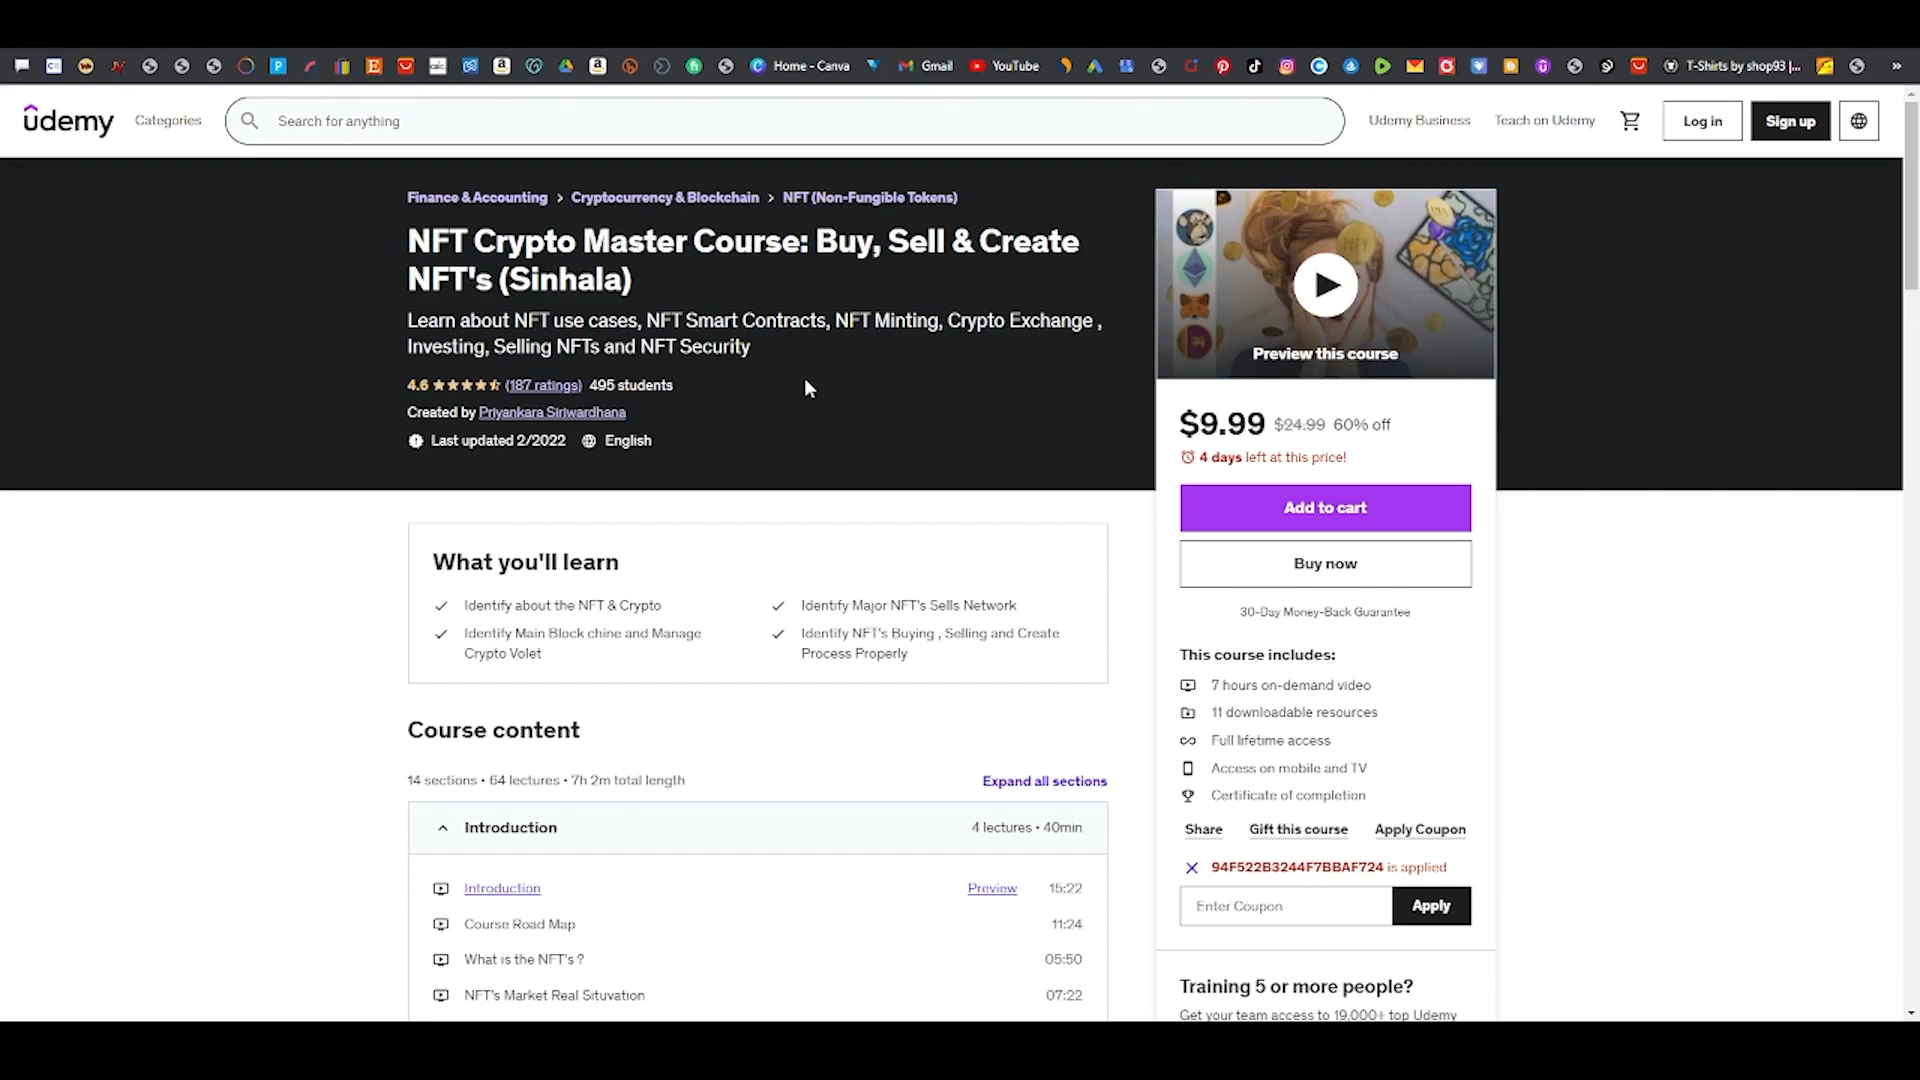 Home - Canva
Gmail
YouTube
T-Shirts by shop93 |...
»
ûdemy
Categories
Search for anything
Udemy Business
Teach on Udemy
Log in
Sign up
Finance & Accounting > Cryptocurrency & Blockchain > NFT (Non-Fungible Tokens)
NFT Crypto Master Course: Buy, Sell & Create
NFT's (Sinhala)
Learn about NFT use cases, NFT Smart Contracts, NFT Minting, Crypto Exchange ,
Investing, Selling NFTs and NFT Security
4.6 (187 ratings) 495 students
Created by Priyankara Siriwardhana
Last updated 2/2022 English
Preview this course
$9.99 $24.99 60% off
4 days left at this price!
Add to cart
Buy now
30-Day Money-Back Guarantee
This course includes:
7 hours on-demand video
11 downloadable resources
Full lifetime access
Access on mobile and TV
Certificate of completion
Share Gift this course Apply Coupon
94F522B3244F7BBAF724 is applied
Enter Coupon Apply
Training 5 or more people?
Get your team access to 19,000+ top Udemy
What you'll learn
Identify about the NFT & Crypto
Identify Main Block chine and Manage
Crypto Volet
Identify Major NFT's Sells Network
Identify NFT's Buying , Selling and Create
Process Properly
Course content
14 sections • 64 lectures • 7h 2m total length
Expand all sections
Introduction 4 lectures • 40min
Introduction Preview 15:22
Course Road Map 11:24
What is the NFT's ? 05:50
NFT's Market Real Situvation 07:22